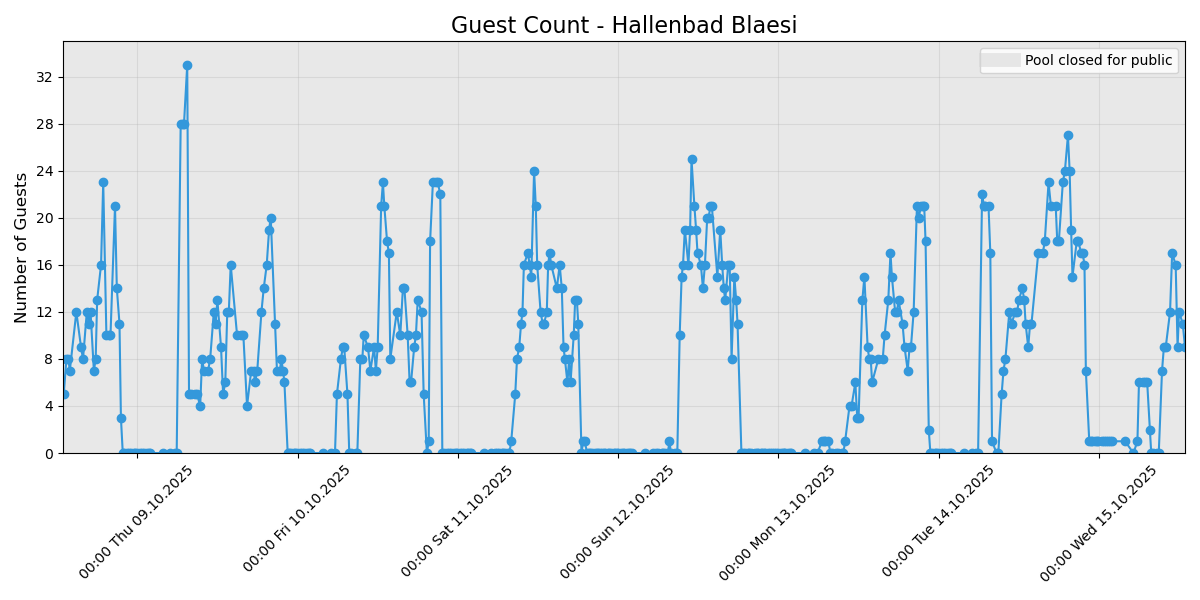 Guest Count - Hallenbad Blaesi
Pool closed for public
Number of Guests
32
28
24
20
16
12
8
4
0
00:00 Thu 09.10.2025
00:00 Fri 10.10.2025
00:00 Sat 11.10.2025
00:00 Sun 12.10.2025
00:00 Mon 13.10.2025
00:00 Tue 14.10.2025
00:00 Wed 15.10.2025